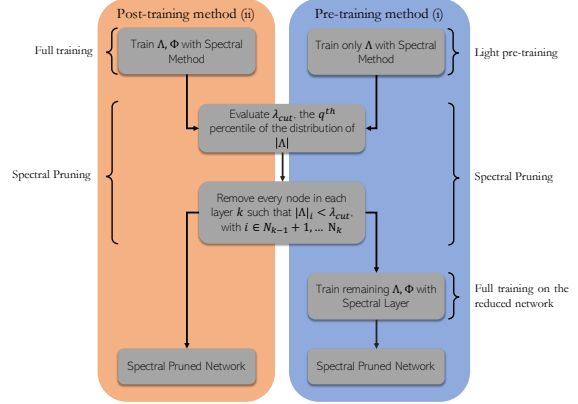 Post-training method (ii)
Pre-training method (i)
Full training
Train Λ, Φ with Spectral
Method
Train only Λ with Spectral
Method
Light pre-training
Evaluate λ_cut, the q^th
percentile of the distribution of
|Λ|
Spectral Pruning
Spectral Pruning
Remove every node in each
layer k such that |Λ|_i < λ_cut,
with i ∈ N_{k−1} + 1, … N_k
Train remaining Λ, Φ with
Spectral Layer
Full training on the
reduced network
Spectral Pruned Network
Spectral Pruned Network